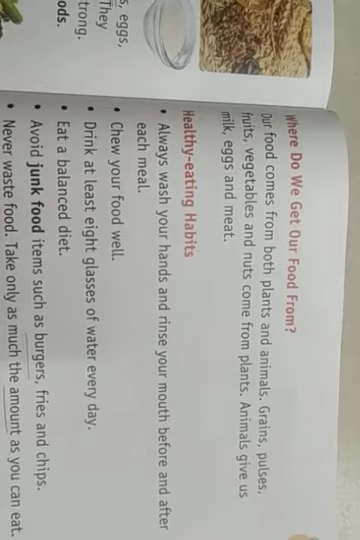 s, eggs,
They
trong.
ods.
Where Do We Get Our Food From?
Our food comes from both plants and animals. Grains, pulses,
fruits, vegetables and nuts come from plants. Animals give us
milk, eggs and meat.
Healthy-eating Habits
• Always wash your hands and rinse your mouth before and after
each meal.
• Chew your food well.
• Drink at least eight glasses of water every day.
• Eat a balanced diet.
• Avoid junk food items such as burgers, fries and chips.
• Never waste food. Take only as much the amount as you can eat.